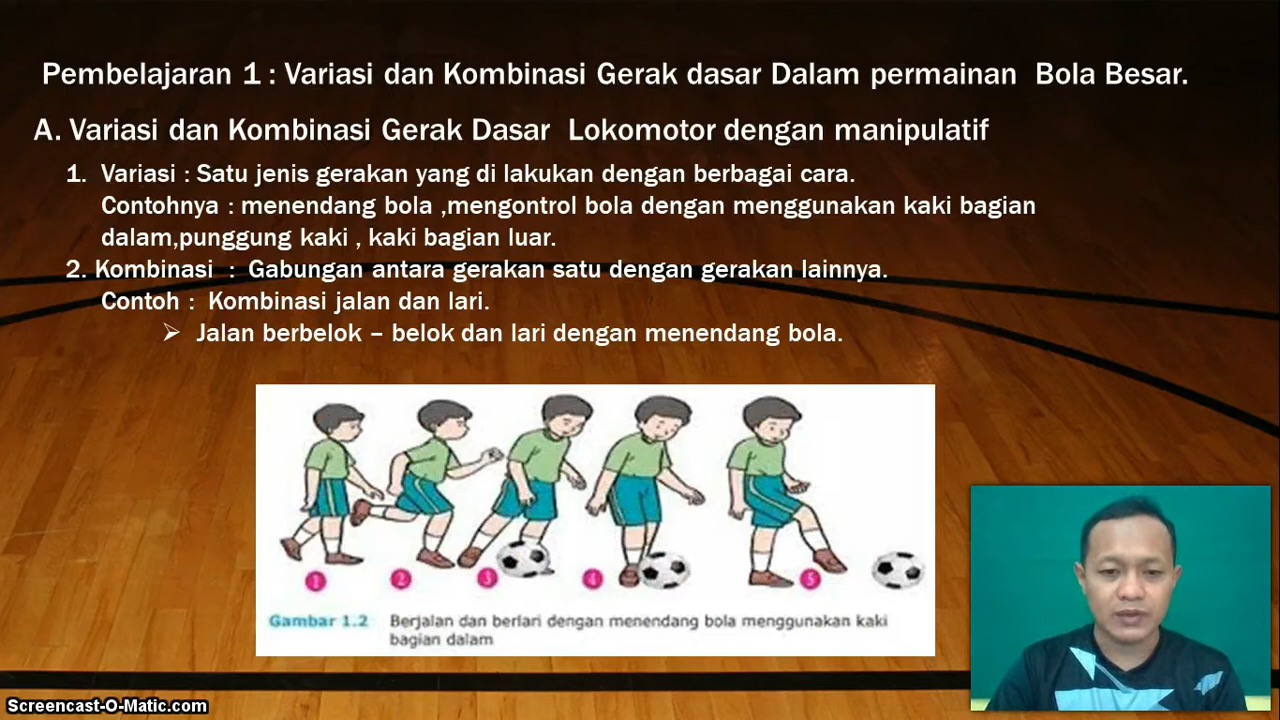 Pembelajaran 1 : Variasi dan Kombinasi Gerak dasar Dalam permainan Bola Besar.
A. Variasi dan Kombinasi Gerak Dasar Lokomotor dengan manipulatif
1. Variasi : Satu jenis gerakan yang di lakukan dengan berbagai cara.
Contohnya : menendang bola ,mengontrol bola dengan menggunakan kaki bagian
dalam,punggung kaki , kaki bagian luar.
2. Kombinasi : Gabungan antara gerakan satu dengan gerakan lainnya.
Contoh : Kombinasi jalan dan lari.
➢ Jalan berbelok – belok dan lari dengan menendang bola.
1 2 3 4 5
Gambar 1.2 Berjalan dan berlari dengan menendang bola menggunakan kaki
bagian dalam
Screencast-O-Matic.com